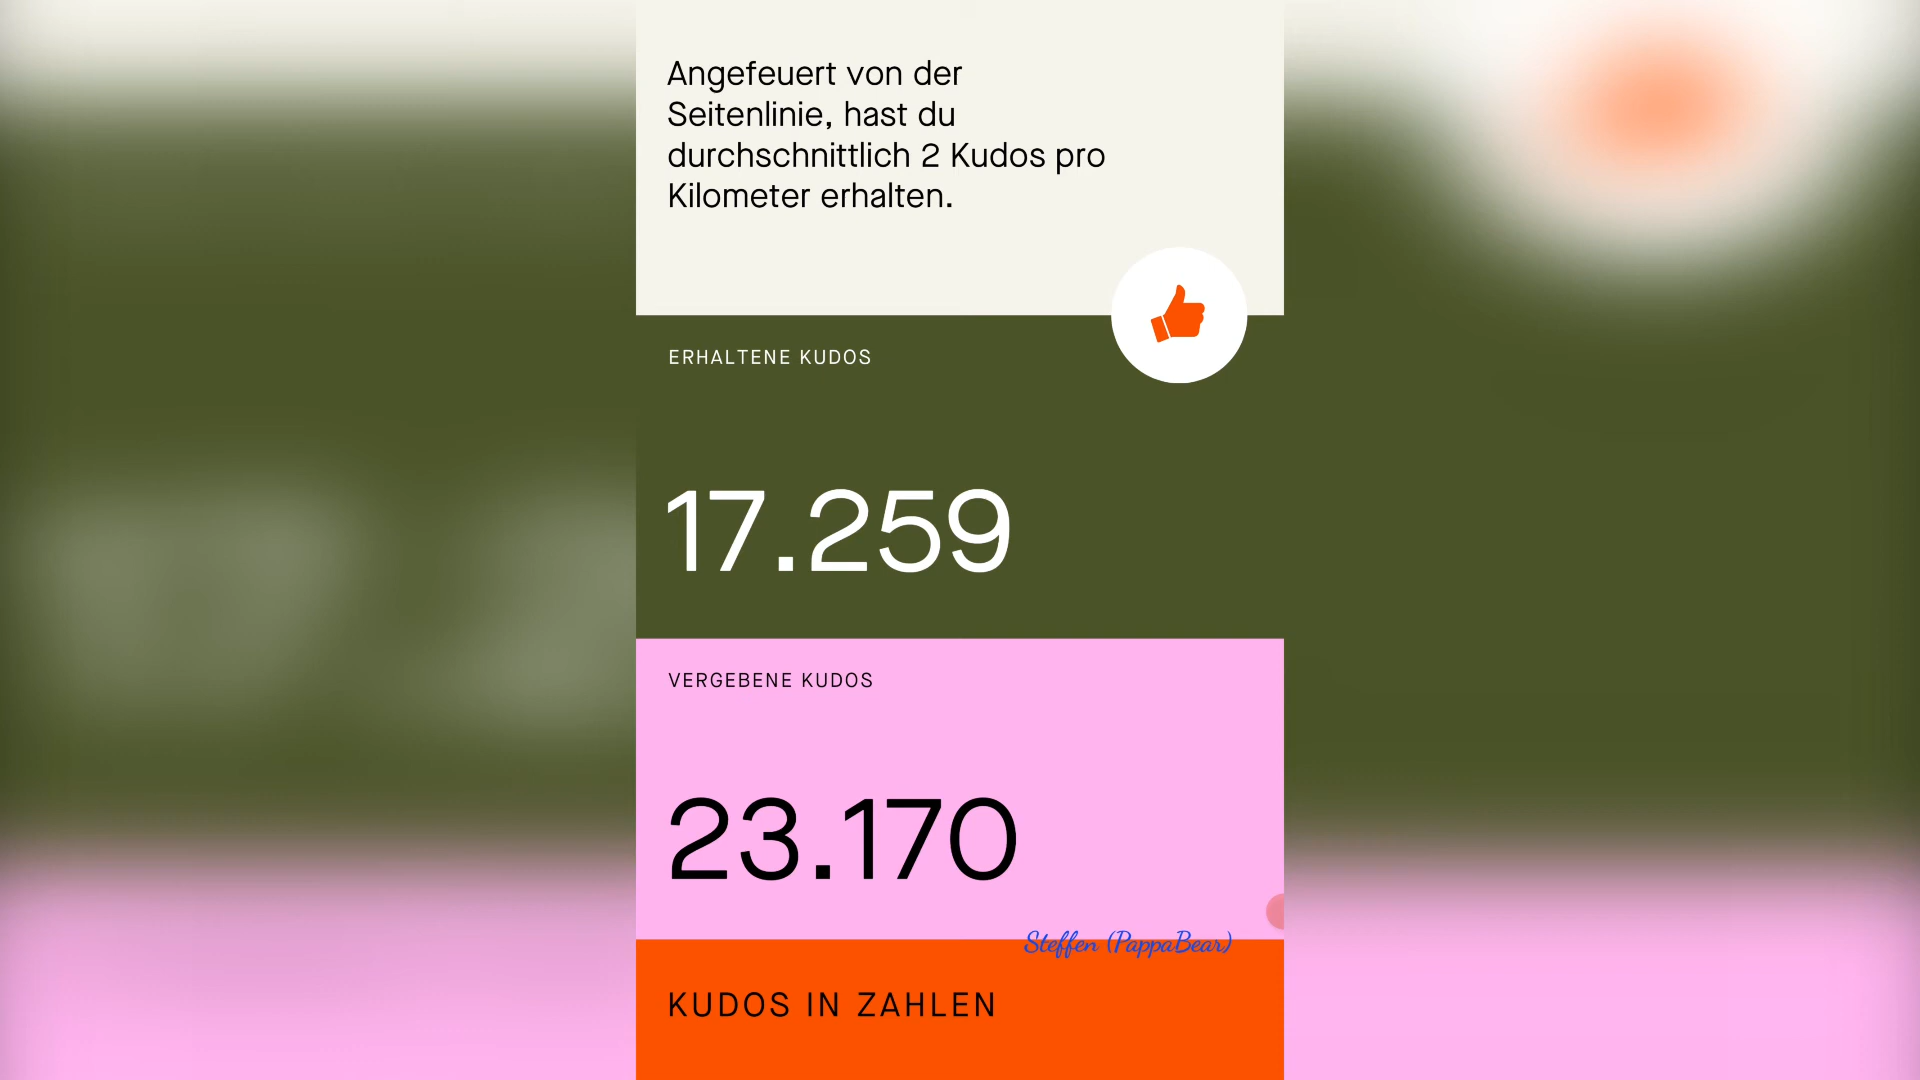 Angefeuert von der
Seitenlinie, hast du
durchschnittlich 2 Kudos pro
Kilometer erhalten.
ERHALTENE KUDOS
17.259
VERGEBENE KUDOS
23.170
Steffen (PappaBear)
KUDOS IN ZAHLEN